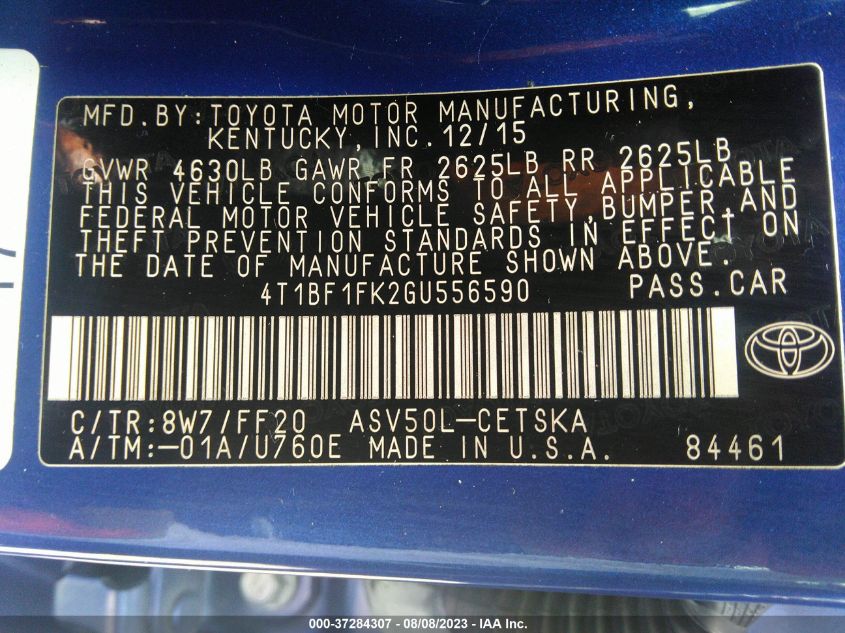 MFD.BY:TOYOTA MOTOR MANUFACTURING,
KENTUCKY,INC.12/15
GVWR 4630LB GAWR FR 2625LB RR 2625LB
THIS VEHICLE CONFORMS TO ALL APPLICABLE
FEDERAL MOTOR VEHICLE SAFETY,BUMPER,AND
THEFT PREVENTION STANDARDS IN EFFECT ON
THE DATE OF MANUFACTURE SHOWN ABOVE.
4T1BF1FK2GU556590 PASS.CAR
C/TR:8W7/FF20 ASV50L-CETSKA
A/TM:-01A/U760E MADE IN U.S.A. 84461
000-37284307 - 08/08/2023 - IAA Inc.